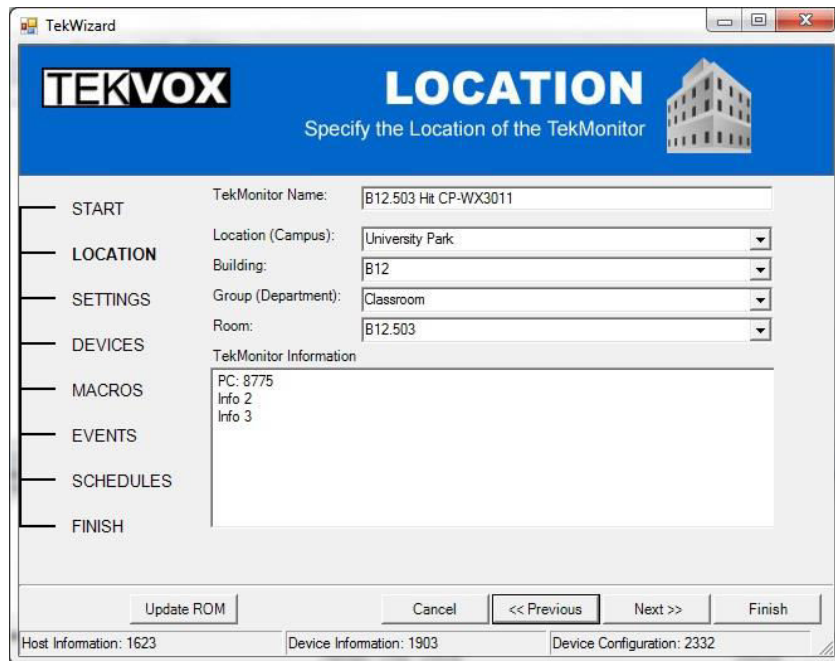 TekWizard
TEKVOX
LOCATION
Specify the Location of the TekMonitor
START
LOCATION
SETTINGS
DEVICES
MACROS
EVENTS
SCHEDULES
FINISH
TekMonitor Name: B12.503 Hit CP-WX3011
Location (Campus): University Park
Building: B12
Group (Department): Classroom
Room: B12.503
TekMonitor Information
PC: 8775
Info 2
Info 3
Update ROM Cancel << Previous Next >> Finish
Host Information: 1623 Device Information: 1903 Device Configuration: 2332